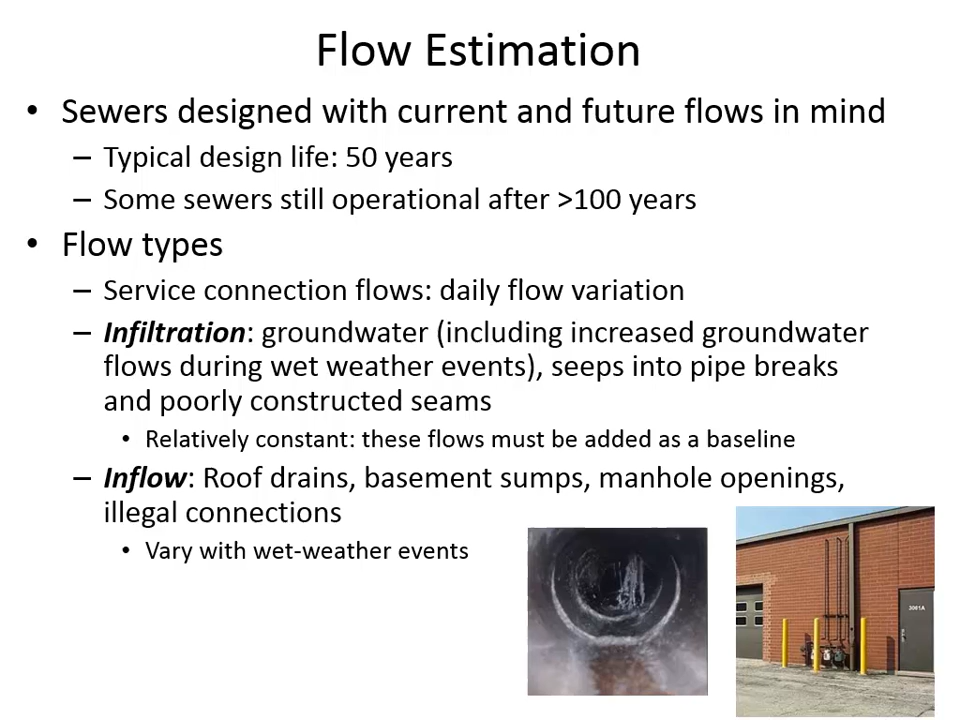 Flow Estimation
• Sewers designed with current and future flows in mind
– Typical design life: 50 years
– Some sewers still operational after >100 years
• Flow types
– Service connection flows: daily flow variation
– Infiltration: groundwater (including increased groundwater
flows during wet weather events), seeps into pipe breaks
and poorly constructed seams
• Relatively constant: these flows must be added as a baseline
– Inflow: Roof drains, basement sumps, manhole openings,
illegal connections
• Vary with wet-weather events
3061A